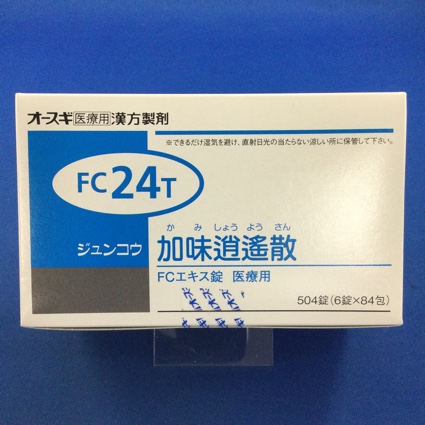 オースギ医療用漢方製剤
※できるだけ湿気を避け、直射日光の当たらない涼しい所に保管して下さい。
FC24T
か み しょう よう さん
ジュンコウ 加味逍遙散
FCエキス錠 医療用
504錠(6錠×84包)